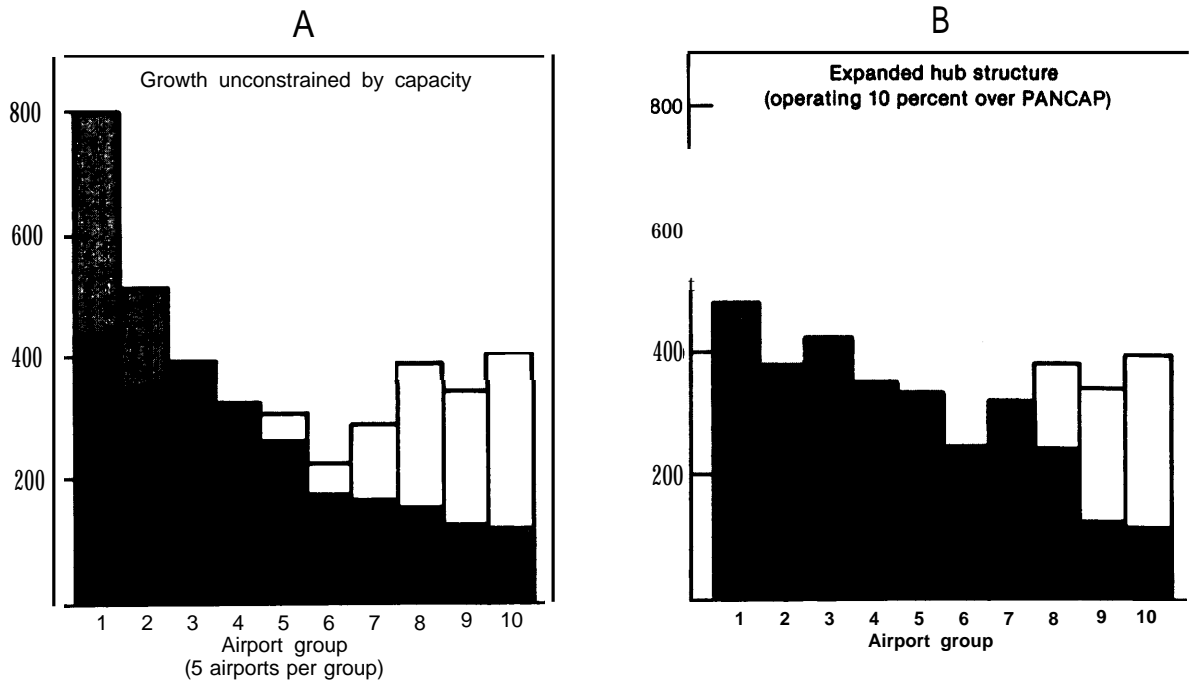 A
Growth unconstrained by capacity
800
600
400
200
1 2 3 4 5 6 7 8 9 10
Airport group
(5 airports per group)
B
Expanded hub structure
(operating 10 percent over PANCAP)
800
600
400
200
1 2 3 4 5 6 7 8 9 10
Airport group